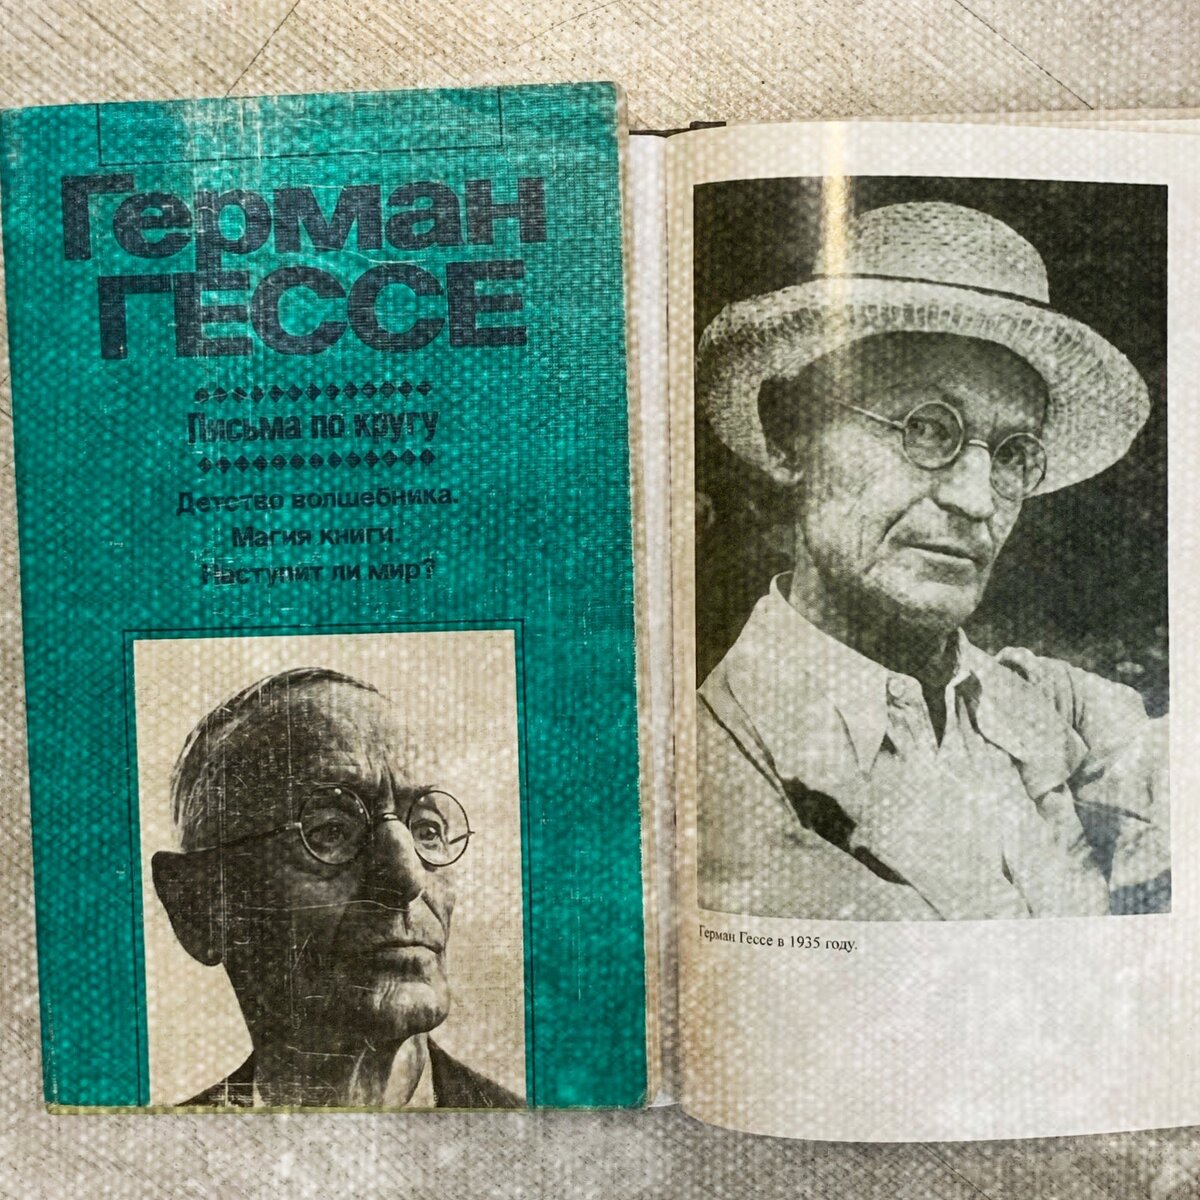 Герман
ГЕССЕ
Письма по кругу
Детство волшебника.
Магия книги.
Наступит ли мир?
Герман Гессе в 1935 году.